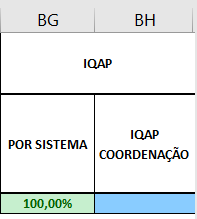 BG BH
IQAP
POR SISTEMA
IQAP
COORDENAÇÃO
100,00%